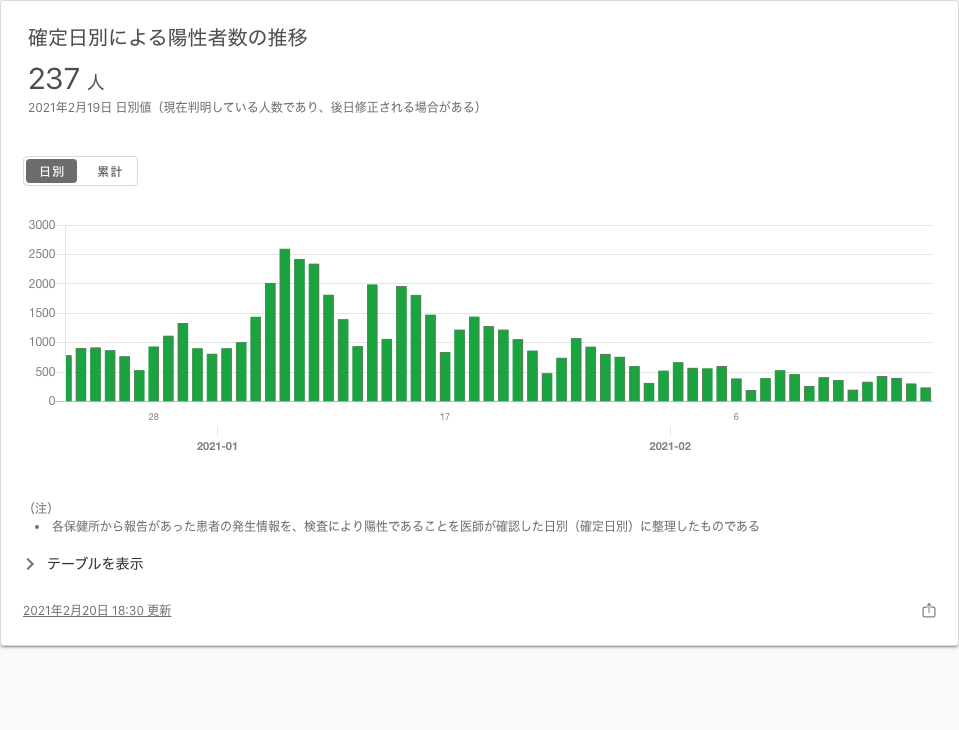 確定日別による陽性者数の推移
237 人
2021年2月19日 日別値（現在判明している人数であり、後日修正される場合がある）
日別 累計
3000
2500
2000
1500
1000
500
0
28 17 6
2021-01 2021-02
（注）
• 各保健所から報告があった患者の発生情報を、検査により陽性であることを医師が確認した日別（確定日別）に整理したものである
テーブルを表示
2021年2月20日 18:30 更新